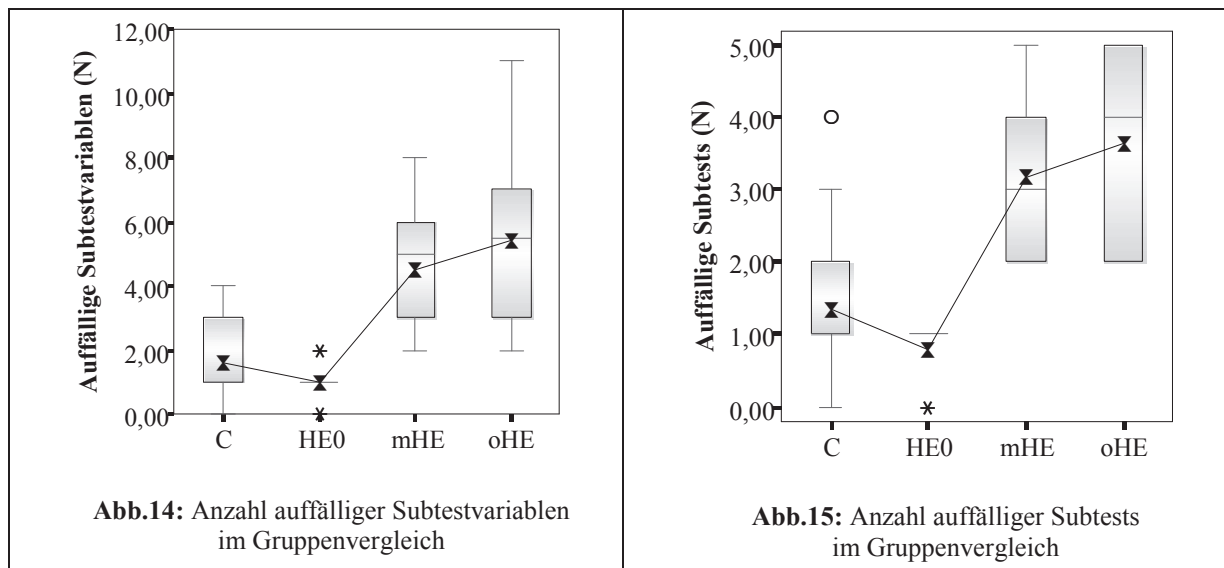 Auffällige Subtestvariablen (N)
12,00
10,00
8,00
6,00
4,00
2,00
0,00
C HE0 mHE oHE
Abb.14: Anzahl auffälliger Subtestvariablen
im Gruppenvergleich
Auffällige Subtests (N)
5,00
4,00
3,00
2,00
1,00
0,00
C HE0 mHE oHE
Abb.15: Anzahl auffälliger Subtests
im Gruppenvergleich